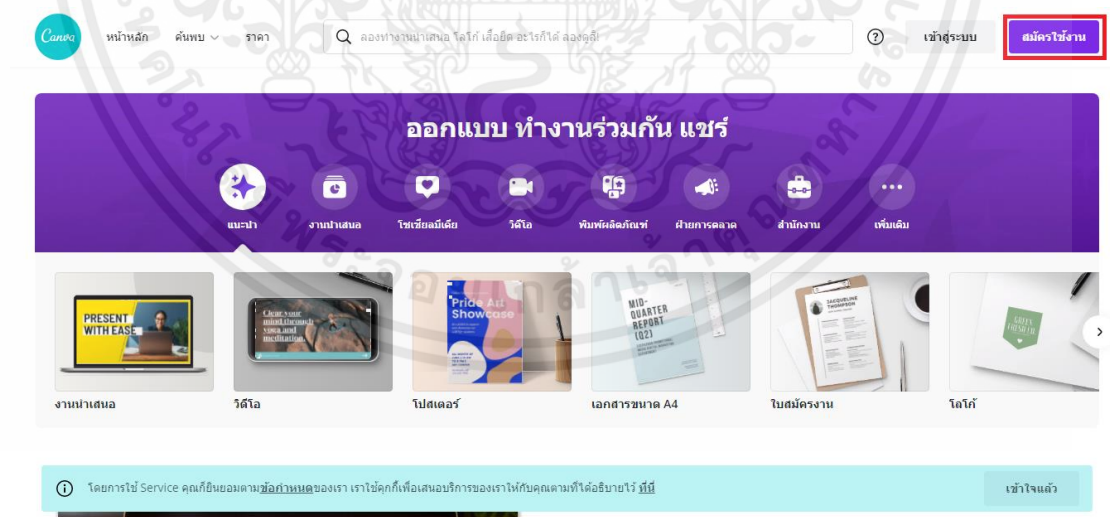 Canva
หน้าหลัก
ค้นพบ
ราคา
ลองหางานนำเสนอ โลโก้ เสื้อยืด อะไรก็ได้ ลองดูสิ!
เข้าสู่ระบบ
สมัครใช้งาน
ออกแบบ ทำงานร่วมกัน แชร์
แนะนำ
งานนำเสนอ
โซเชียลมีเดีย
วิดีโอ
พิมพ์ผลิตภัณฑ์
ฝ่ายการตลาด
สำนักงาน
เพิ่มเติม
PRESENT
WITH EASE
Clear your
mind through
yoga and
meditation.
Pride Art
Showcase
MID-
QUARTER
REPORT
(Q2)
JACQUELINE
THOMPSON
งานนำเสนอ
วิดีโอ
โปสเตอร์
เอกสารขนาด A4
ใบสมัครงาน
โลโก้
โดยการใช้ Service คุณก็ยินยอมตามข้อกำหนดของเรา เราใช้คุกกี้เพื่อเสนอบริการของเราให้กับคุณตามที่ได้อธิบายไว้ ที่นี่
เข้าใจแล้ว